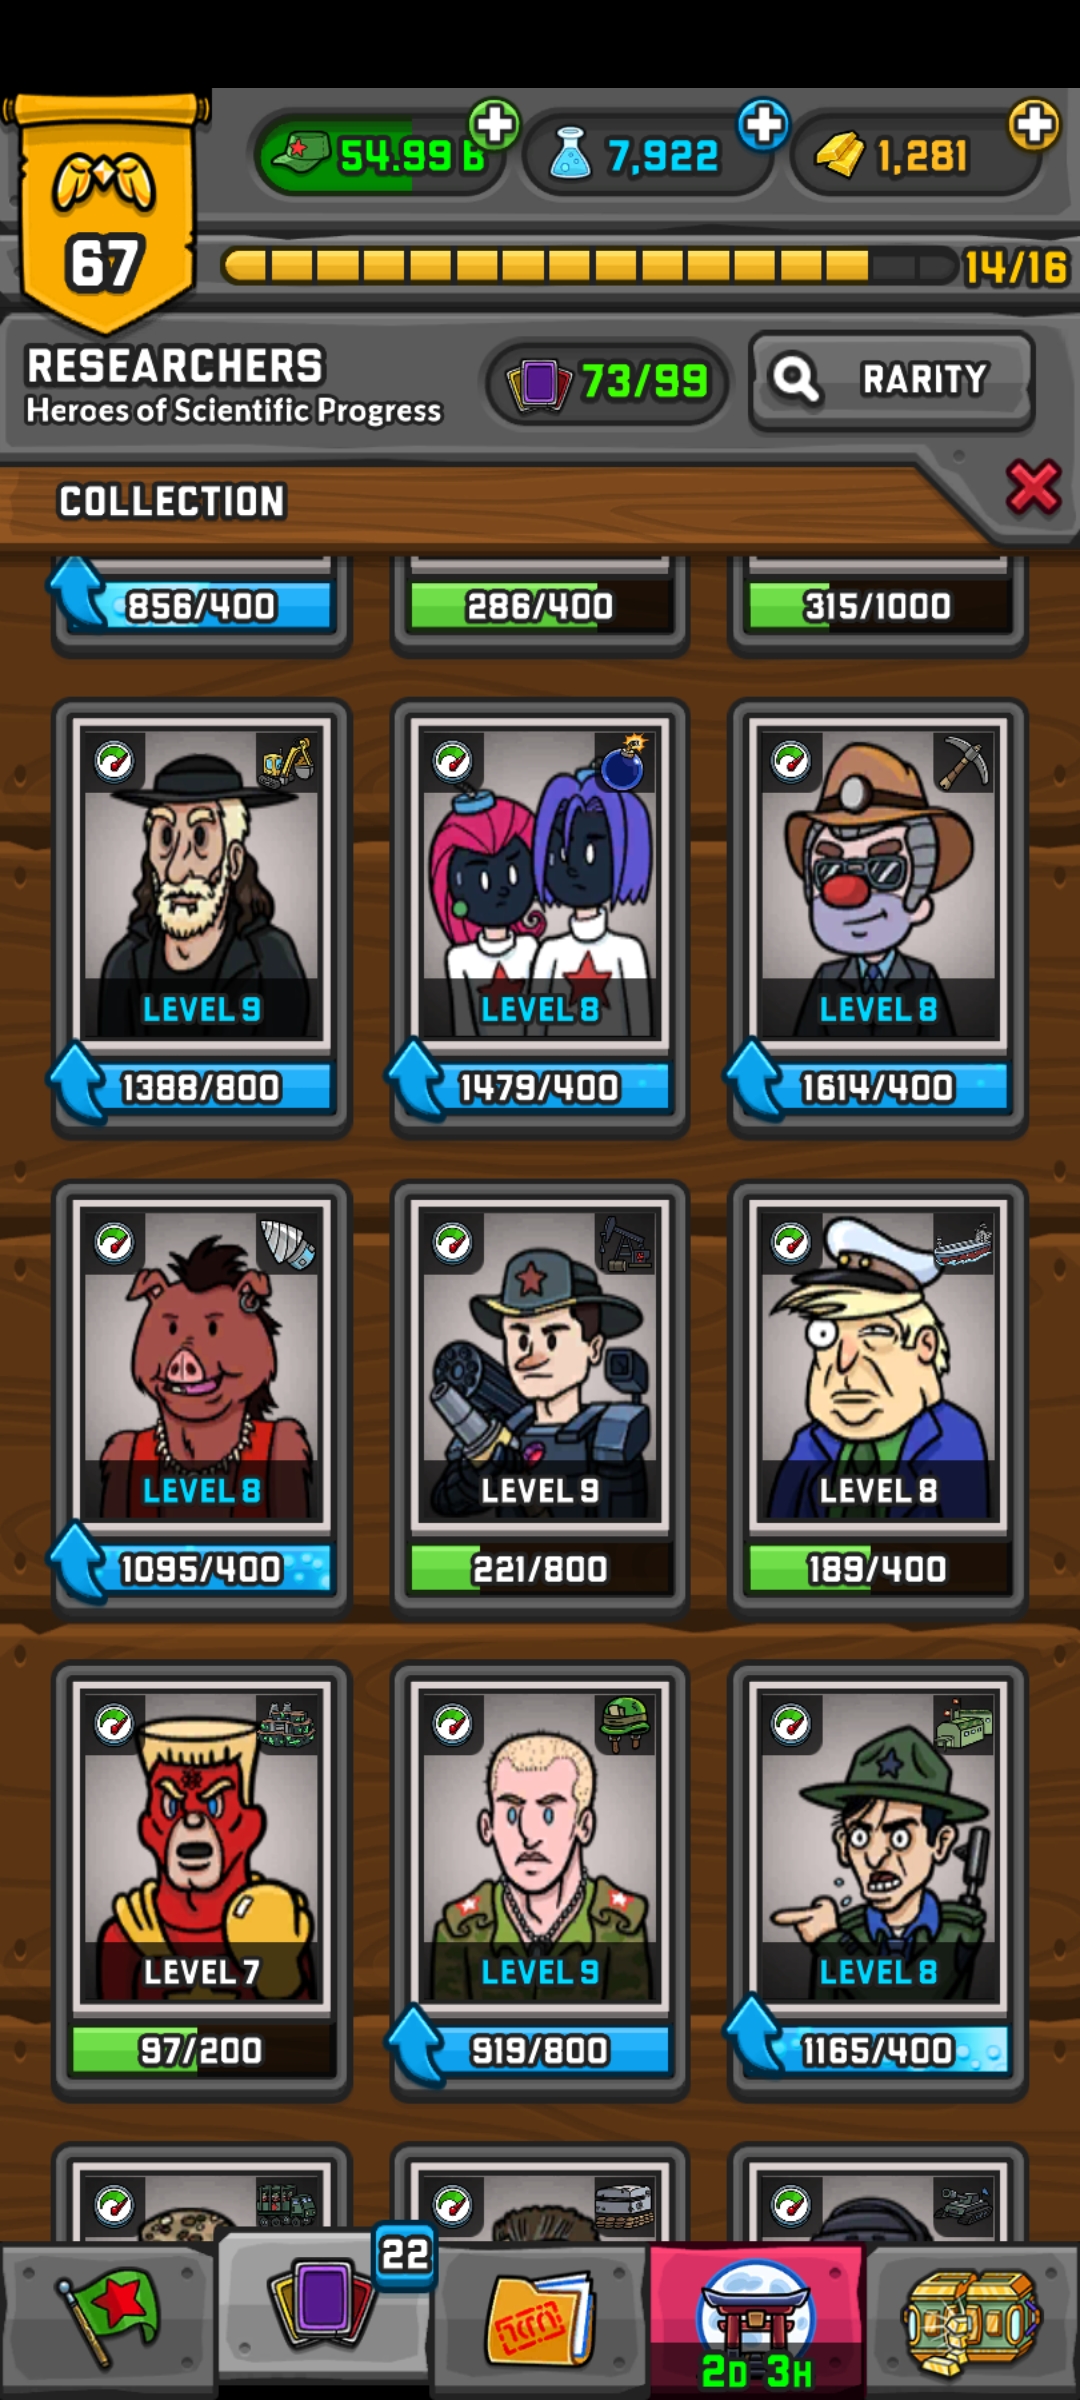 54.99 B
7,922
1,281
67
14/16
RESEARCHERS
Heroes of Scientific Progress
73/99
RARITY
COLLECTION
856/400
286/400
315/1000
LEVEL 9
LEVEL 8
LEVEL 8
1388/800
1479/400
1614/400
LEVEL 8
LEVEL 9
LEVEL 8
1095/400
221/800
189/400
LEVEL 7
LEVEL 9
LEVEL 8
97/200
919/800
1165/400
22
2D 3H